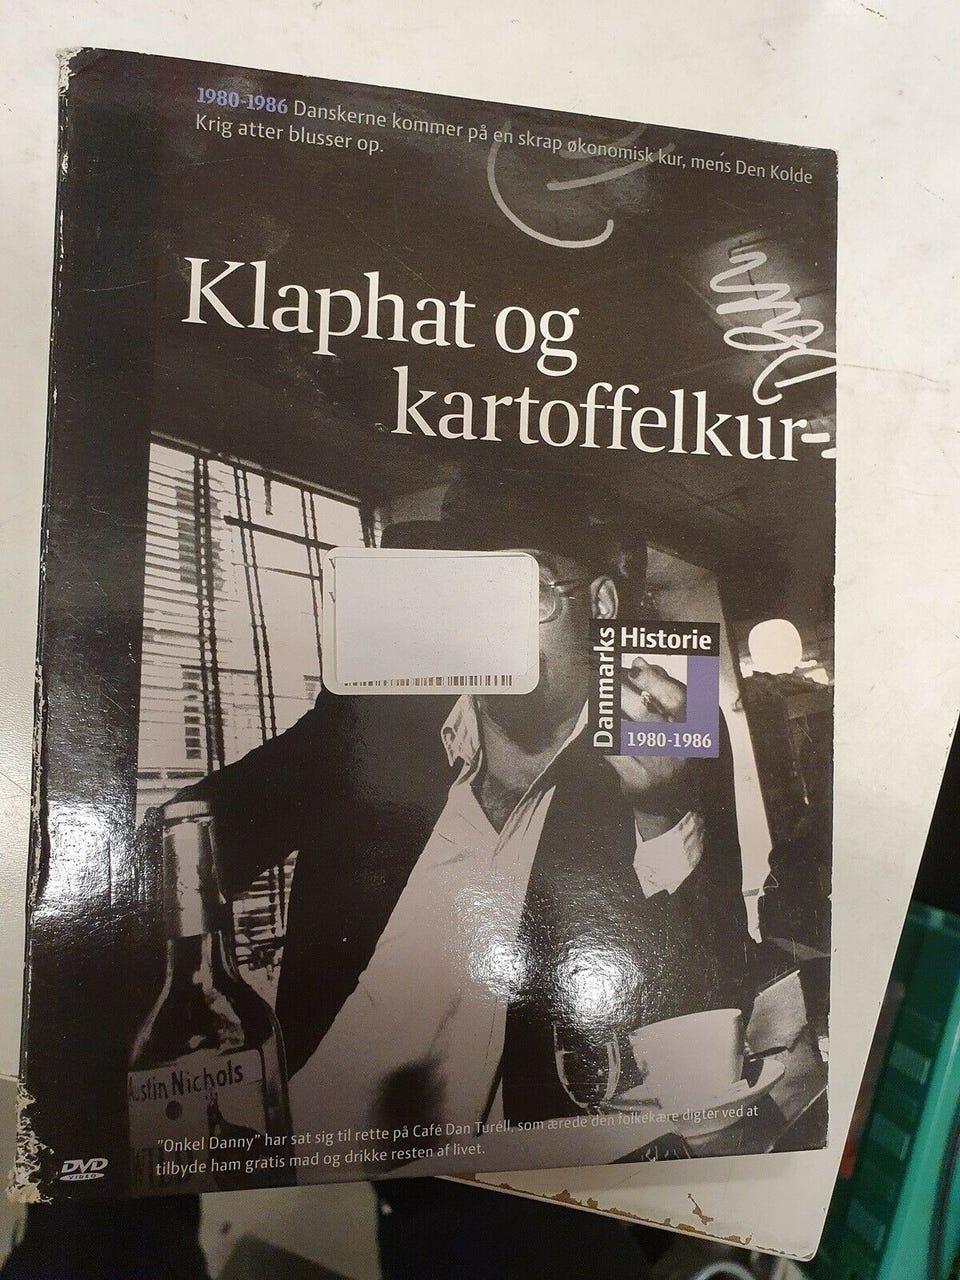 1980-1986 Danskerne kommer på en skrap økonomisk kur, mens Den Kolde
Krig atter blusser op.
Klaphat og
kartoffelkur-
Danmarks
Historie
1980-1986
ustin Nichols
"Onkel Danny" har sat sig til rette på Café Dan Turéll, som ærede den folkekære digter ved at
tilbyde ham gratis mad og drikke resten af livet.
DVD
VIDEO